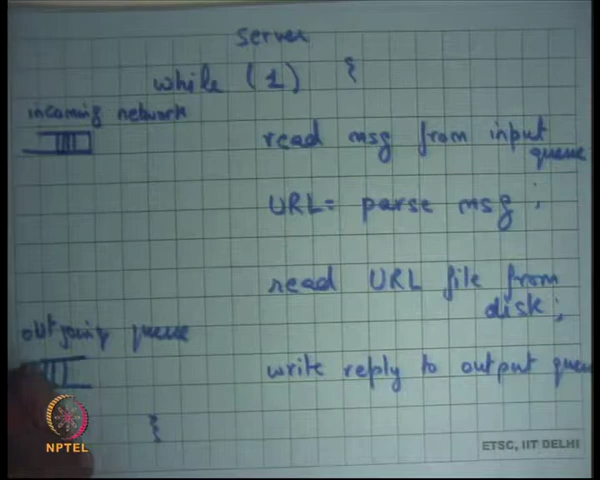 Server
while (1) {
incoming network
read msg from input
queue
URL = parse msg ;
read URL file from
disk ;
outgoing queue
write reply to output queue
}
NPTEL
ETSC, IIT DELHI